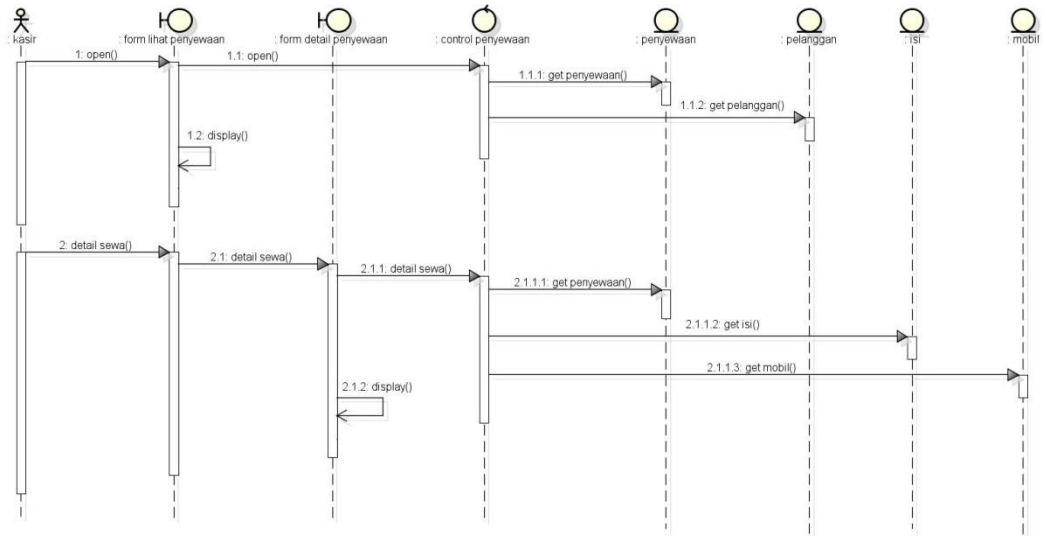 : kasir
: form lihat penyewaan
: form detail penyewaan
: control penyewaan
: penyewaan
: pelanggan
: isi
: mobil
1: open()
1.1: open()
1.1.1: get penyewaan()
1.1.2: get pelanggan()
1.2: display()
2: detail sewa()
2.1: detail sewa()
2.1.1: detail sewa()
2.1.1.1: get penyewaan()
2.1.1.2: get isi()
2.1.1.3: get mobil()
2.1.2: display()